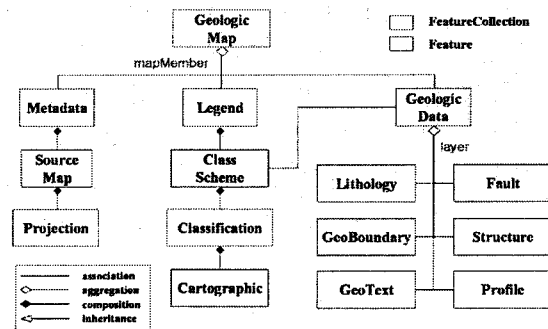 Geologic
Map
FeatureCollection
Feature
mapMember
Metadata
Legend
Geologic
Data
layer
Source
Map
Class
Scheme
Lithology
Fault
Projection
Classification
GeoBoundary
Structure
association
aggregation
composition
inheritance
Cartographic
GeoText
Profile